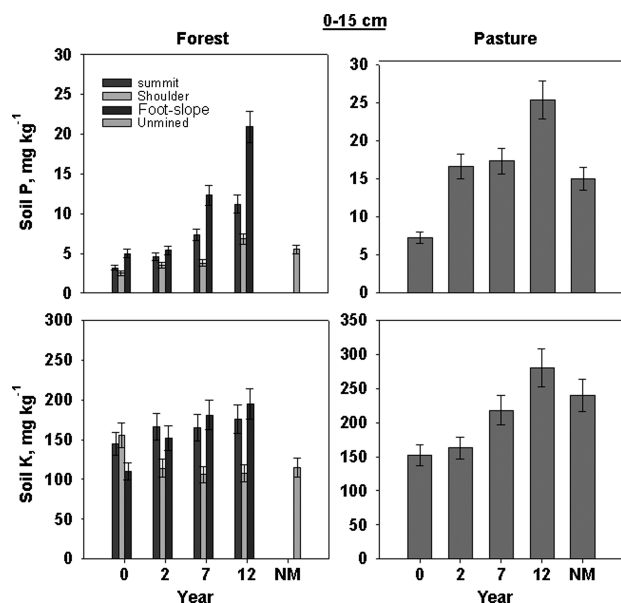 0-15 cm
Forest
Pasture
Soil P, mg kg-1
30
25
20
15
10
5
0
summit
Shoulder
Foot-slope
Unmined
30
25
20
15
10
5
0
Soil K, mg kg-1
300
250
200
150
100
50
0
350
300
250
200
150
100
50
0
0 2 7 12 NM
Year
0 2 7 12 NM
Year